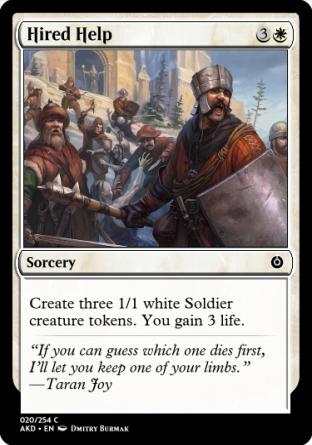 Hired Help 3
Sorcery
Create three 1/1 white Soldier
creature tokens. You gain 3 life.
“If you can guess which one dies first,
I’ll let you keep one of your limbs.”
—Taran Joy
020/254 C
AKD • EN Dmitry Burmak